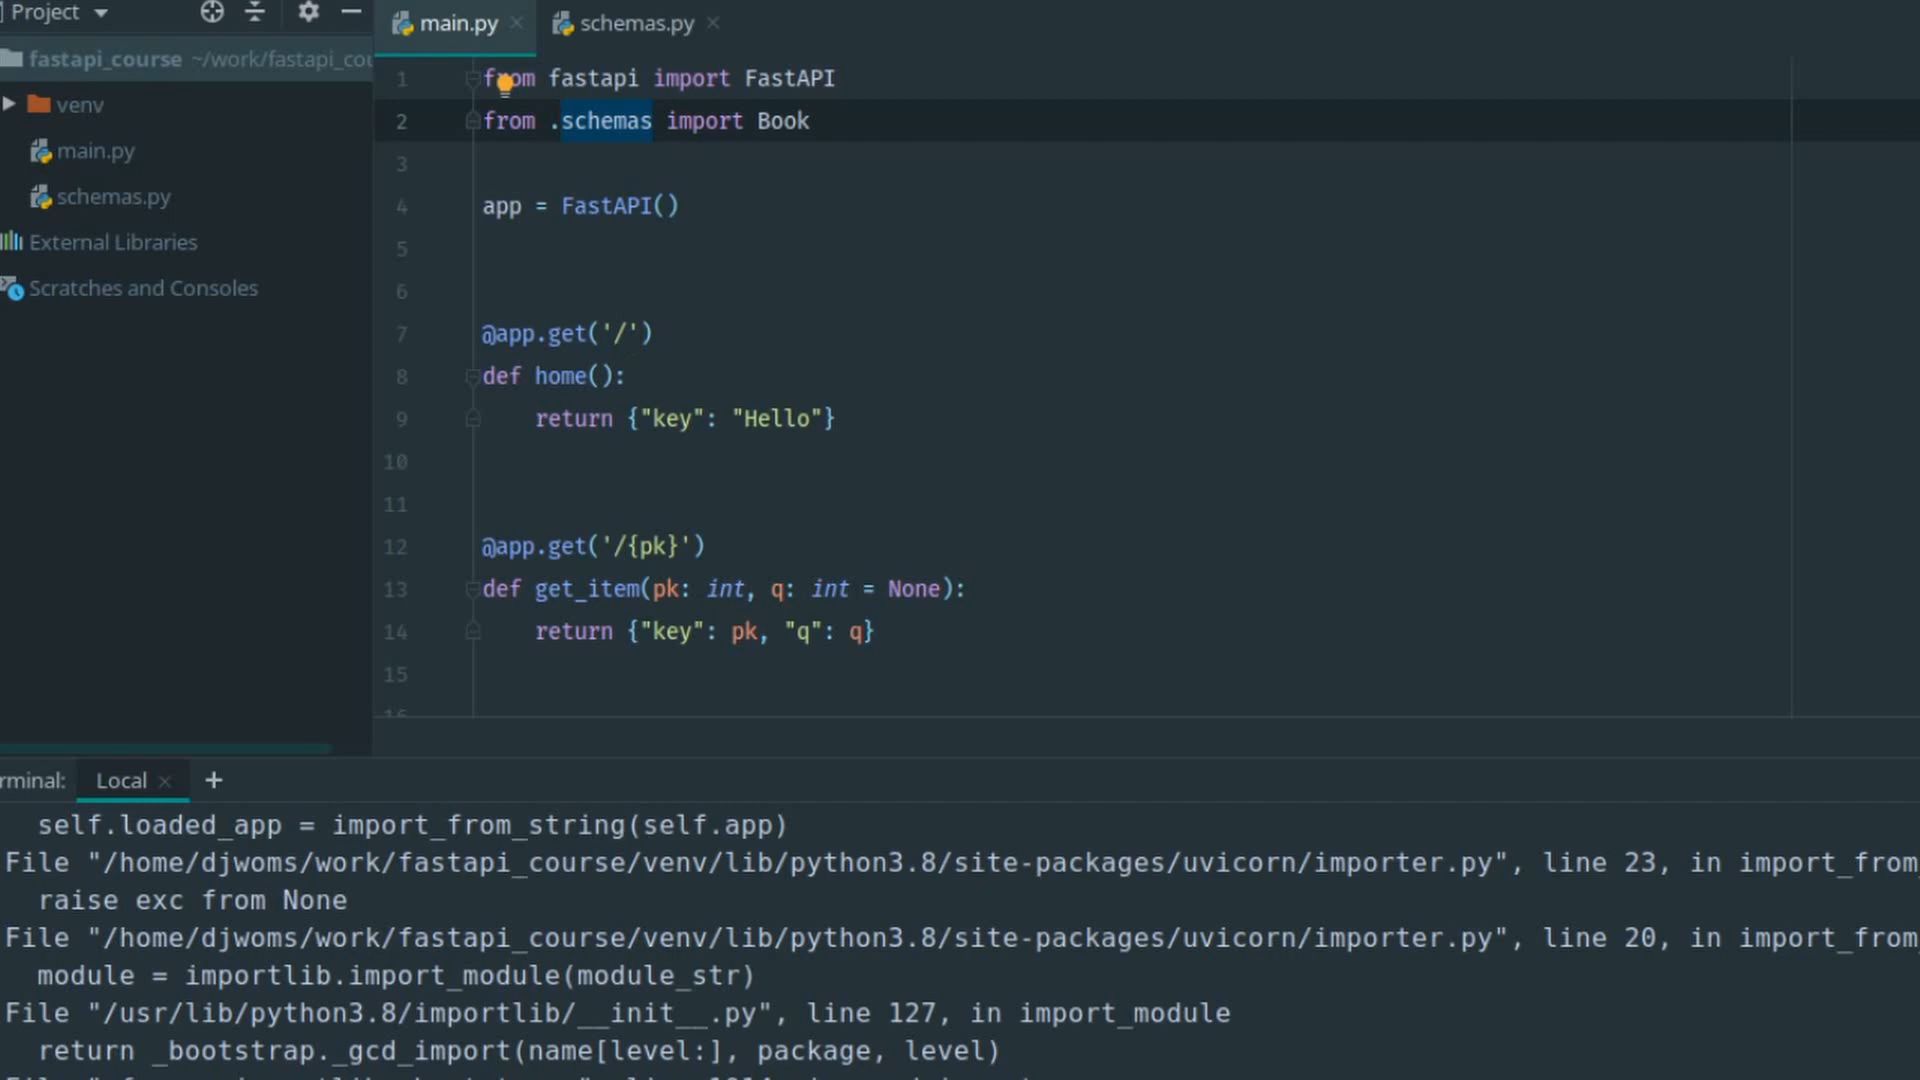 Project
main.py
schemas.py
fastapi_course ~/work/fastapi_cou
venv
main.py
schemas.py
External Libraries
Scratches and Consoles
1 from fastapi import FastAPI
2 from .schemas import Book
3
4 app = FastAPI()
5
6
7 @app.get('/')
8 def home():
9 return {"key": "Hello"}
10
11
12 @app.get('/{pk}')
13 def get_item(pk: int, q: int = None):
14 return {"key": pk, "q": q}
15
rminal: Local +
self.loaded_app = import_from_string(self.app)
File "/home/djwoms/work/fastapi_course/venv/lib/python3.8/site-packages/uvicorn/importer.py", line 23, in import_from_
raise exc from None
File "/home/djwoms/work/fastapi_course/venv/lib/python3.8/site-packages/uvicorn/importer.py", line 20, in import_from_
module = importlib.import_module(module_str)
File "/usr/lib/python3.8/importlib/__init__.py", line 127, in import_module
return _bootstrap._gcd_import(name[level:], package, level)